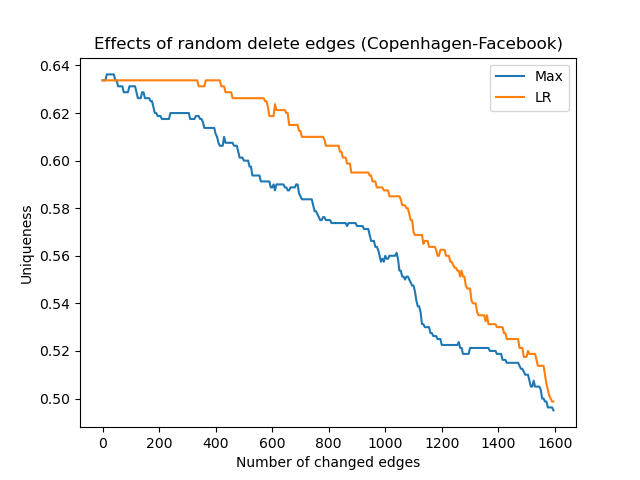 Effects of random delete edges (Copenhagen-Facebook)
Max
LR
Uniqueness
0.64
0.62
0.60
0.58
0.56
0.54
0.52
0.50
0 200 400 600 800 1000 1200 1400 1600
Number of changed edges